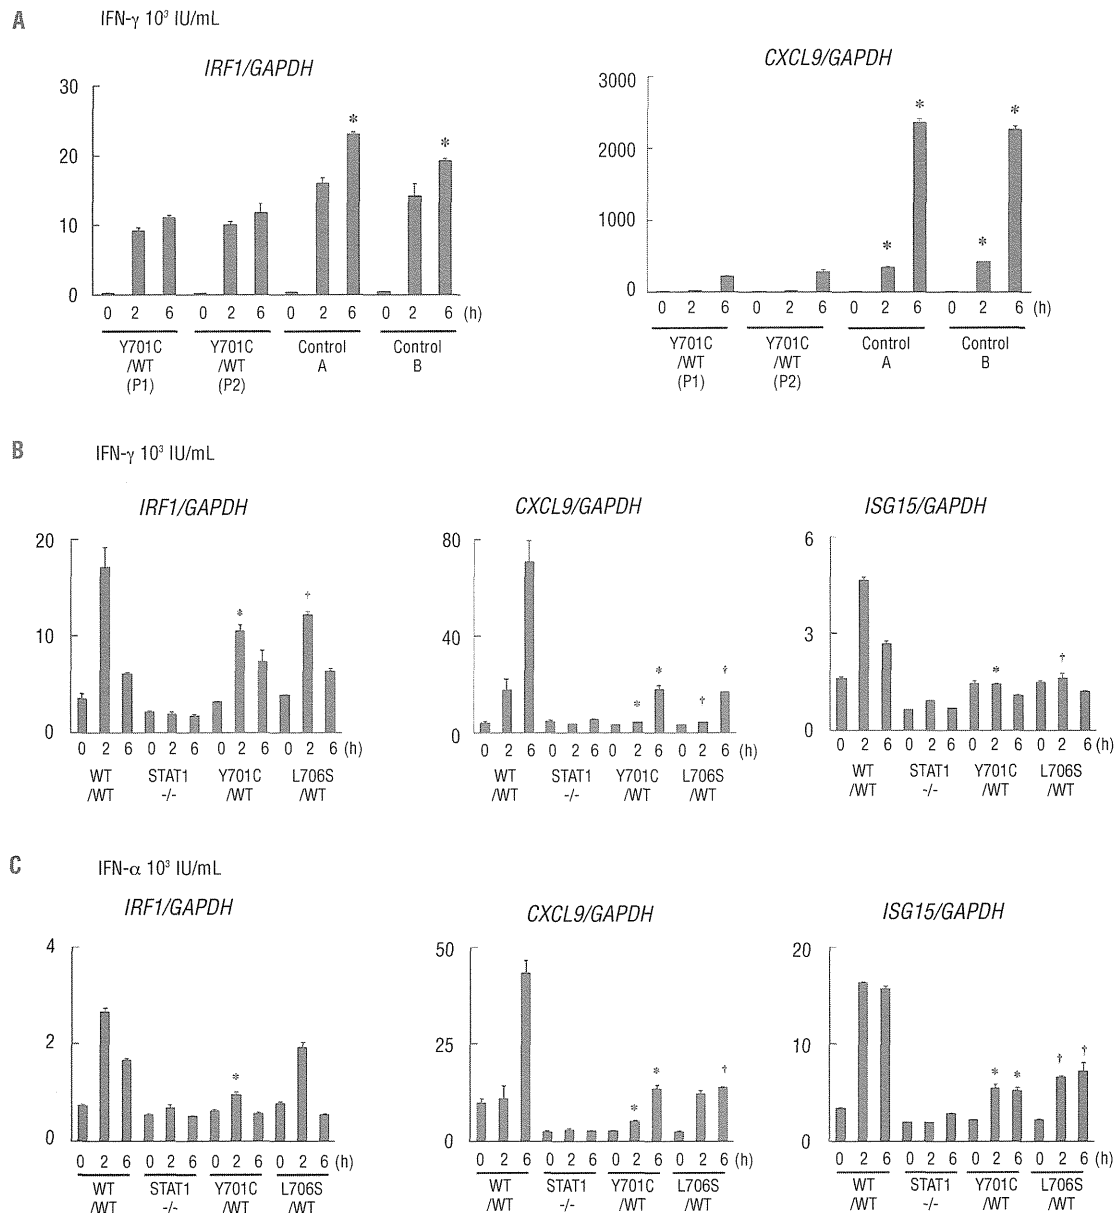 A
IFN-γ 10³ IU/mL
IRF1/GAPDH
30
20
10
0
0 2 6 0 2 6 0 2 6 0 2 6 (h)
Y701C /WT (P1)
Y701C /WT (P2)
Control A
Control B
* *
CXCL9/GAPDH
3000
2000
1000
0
0 2 6 0 2 6 0 2 6 0 2 6 (h)
Y701C /WT (P1)
Y701C /WT (P2)
Control A
Control B
* * * *
B
IFN-γ 10³ IU/mL
IRF1/GAPDH
20
10
0
* †
0 2 6 0 2 6 0 2 6 0 2 6 (h)
WT /WT
STAT1 -/-
Y701C /WT
L706S /WT
CXCL9/GAPDH
80
40
0
* * † †
0 2 6 0 2 6 0 2 6 0 2 6 (h)
WT /WT
STAT1 -/-
Y701C /WT
L706S /WT
ISG15/GAPDH
6
3
0
* †
0 2 6 0 2 6 0 2 6 0 2 6 (h)
WT /WT
STAT1 -/-
Y701C /WT
L706S /WT
C
IFN-α 10³ IU/mL
IRF1/GAPDH
4
2
0
*
0 2 6 0 2 6 0 2 6 0 2 6 (h)
WT /WT
STAT1 -/-
Y701C /WT
L706S /WT
CXCL9/GAPDH
50
25
0
* * †
0 2 6 0 2 6 0 2 6 0 2 6 (h)
WT /WT
STAT1 -/-
Y701C /WT
L706S /WT
ISG15/GAPDH
20
10
0
* * † †
0 2 6 0 2 6 0 2 6 0 2 6 (h)
WT /WT
STAT1 -/-
Y701C /WT
L706S /WT